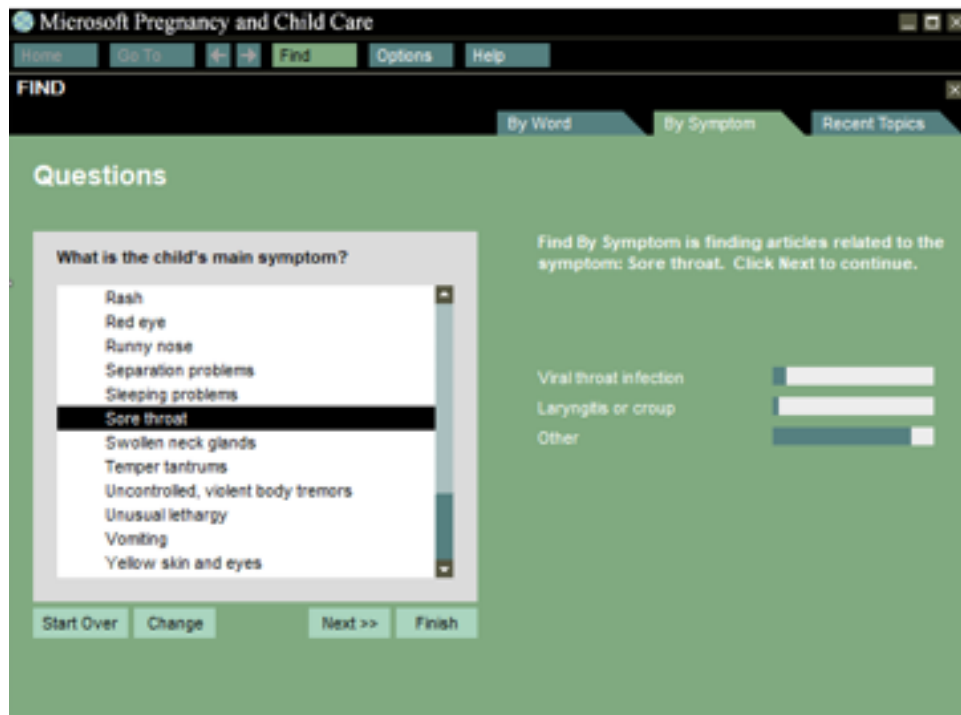 Microsoft Pregnancy and Child Care
Home Go To Find Options Help
FIND
By Word By Symptom Recent Topics
Questions
What is the child's main symptom?
Rash
Red eye
Runny nose
Separation problems
Sleeping problems
Sore throat
Swollen neck glands
Temper tantrums
Uncontrolled, violent body tremors
Unusual lethargy
Vomiting
Yellow skin and eyes
Start Over Change Next >> Finish
Find By Symptom is finding articles related to the
symptom: Sore throat. Click Next to continue.
Viral throat infection
Laryngitis or croup
Other